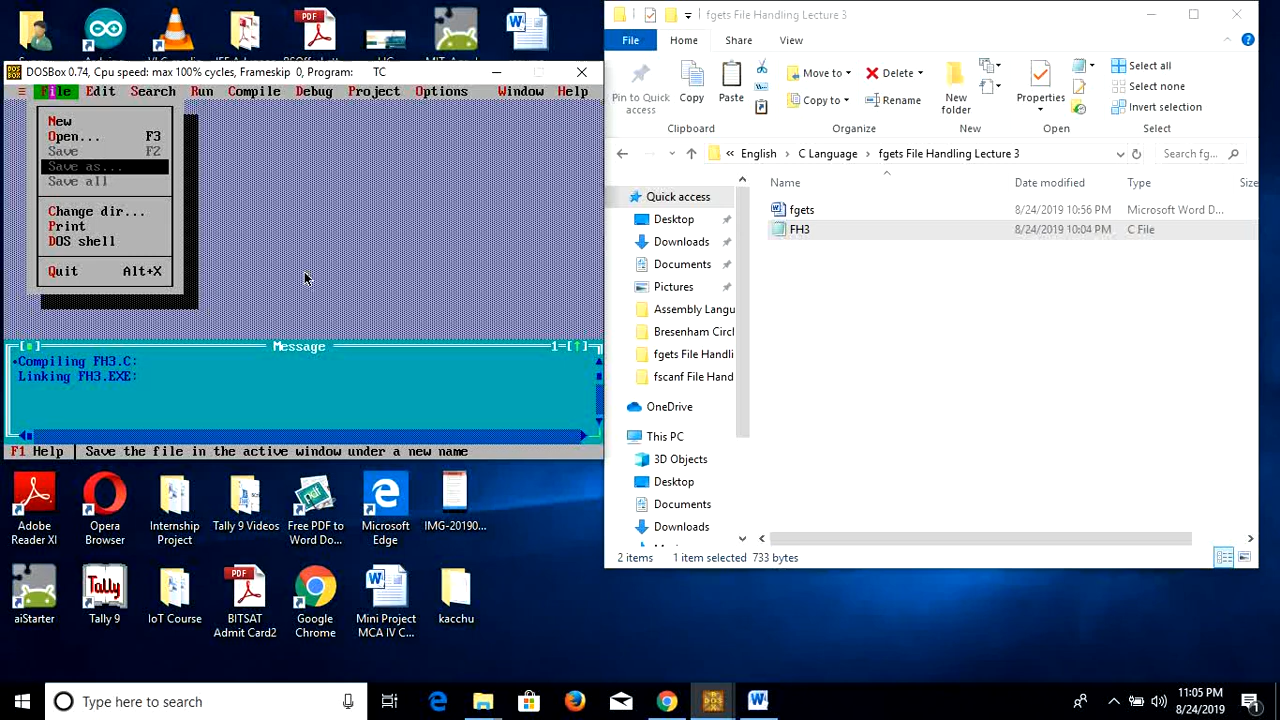 DOSBox 0.74, Cpu speed: max 100% cycles, Frameskip 0, Program: TC
File Edit Search Run Compile Debug Project Options Window Help
New
Open... F3
Save F2
Save as...
Save all
Change dir...
Print
DOS shell
Quit Alt+X
Message
1
Compiling FH3.C:
Linking FH3.EXE:
F1 Help | Save the file in the active window under a new name
fgets File Handling Lecture 3
File Home Share View
Pin to Quick access
Copy
Paste
Clipboard
Move to
Copy to
Delete
Rename
Organize
New folder
New
Properties
Open
Select all
Select none
Invert selection
Select
English C Language fgets File Handling Lecture 3
Search fg...
Name Date modified Type Size
fgets 8/24/2019 10:56 PM Microsoft Word D...
FH3 8/24/2019 10:04 PM C File
Quick access
Desktop
Downloads
Documents
Pictures
Assembly Langu
Bresenham Circl
fgets File Handli
fscanf File Hand
OneDrive
This PC
3D Objects
Desktop
Documents
Downloads
2 items 1 item selected 733 bytes
PDF
Adobe Reader XI
Opera Browser
Internship Project
Tally 9 Videos
Free PDF to Word Do...
Microsoft Edge
IMG-20190...
aiStarter
Tally
Tally 9
IoT Course
PDF
BITSAT Admit Card2
Google Chrome
Mini Project MCA IV C...
kacchu
Type here to search
11:05 PM
8/24/2019
1